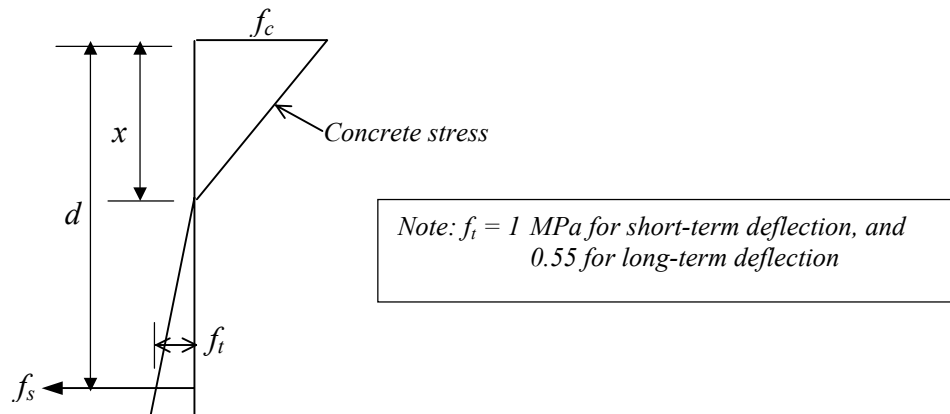 f_c
x
Concrete stress
d
Note: f_t = 1 MPa for short-term deflection, and
0.55 for long-term deflection
f_t
f_s